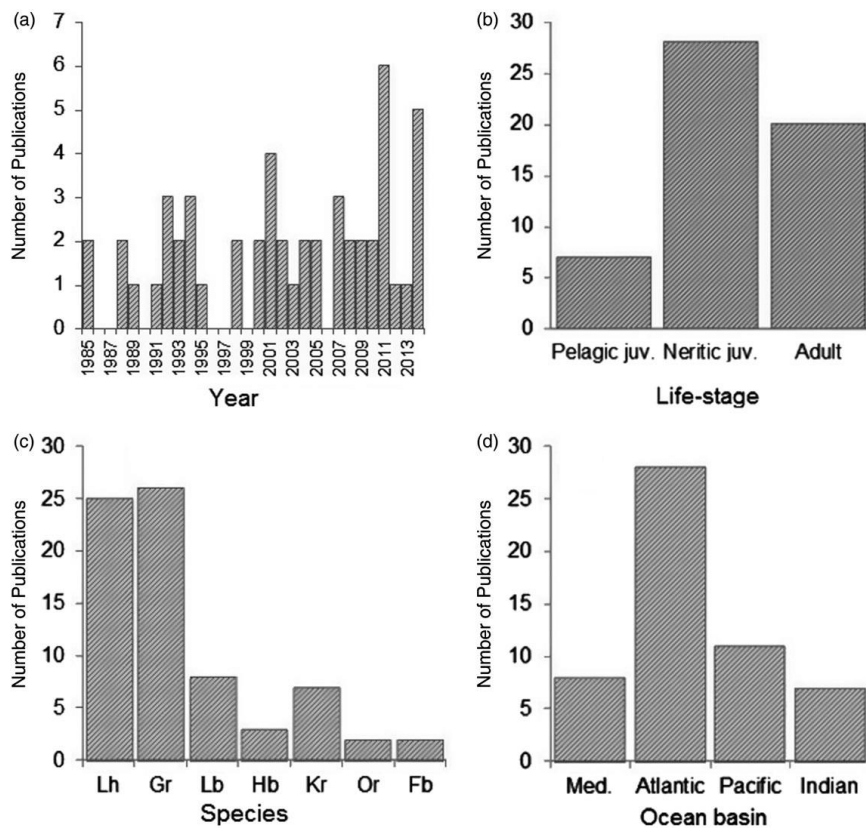 (a)
Number of Publications
7
6
5
4
3
2
1
0
1985
1987
1989
1991
1993
1995
1997
1999
2001
2003
2005
2007
2009
2011
2013
Year
(b)
Number of Publications
30
25
20
15
10
5
0
Pelagic juv. Neritic juv. Adult
Life-stage
(c)
Number of Publications
30
25
20
15
10
5
0
Lh Gr Lb Hb Kr Or Fb
Species
(d)
Number of Publications
30
25
20
15
10
5
0
Med. Atlantic Pacific Indian
Ocean basin